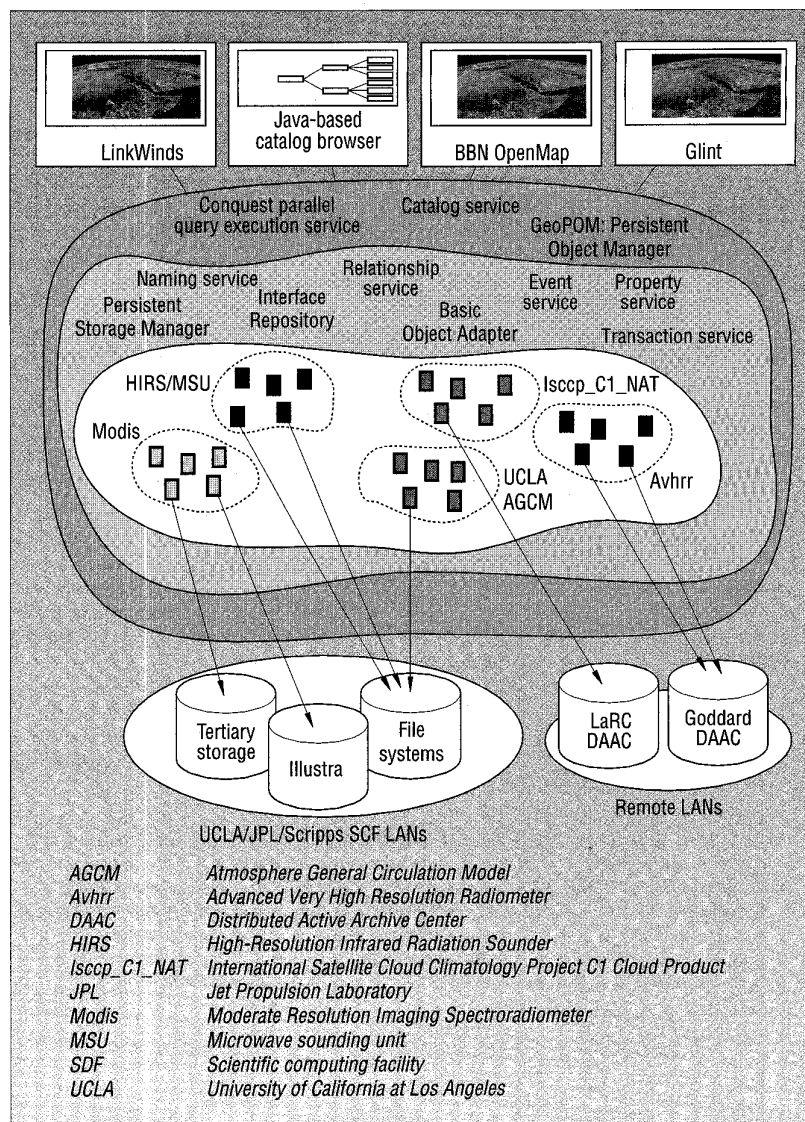 LinkWinds
Java-based
catalog browser
BBN OpenMap
Glint
Conquest parallel
query execution service
Catalog service
GeoPOM: Persistent
Object Manager
Naming service
Persistent
Storage Manager
Interface
Repository
Relationship
service
Basic
Object Adapter
Event
service
Property
service
Transaction service
HIRS/MSU
Isccp_C1_NAT
Modis
UCLA
AGCM
Avhrr
Tertiary
storage
Illustra
File
systems
LaRC
DAAC
Goddard
DAAC
UCLA/JPL/Scripps SCF LANs
Remote LANs
AGCM Atmosphere General Circulation Model
Avhrr Advanced Very High Resolution Radiometer
DAAC Distributed Active Archive Center
HIRS High-Resolution Infrared Radiation Sounder
Isccp_C1_NAT International Satellite Cloud Climatology Project C1 Cloud Product
JPL Jet Propulsion Laboratory
Modis Moderate Resolution Imaging Spectroradiometer
MSU Microwave sounding unit
SDF Scientific computing facility
UCLA University of California at Los Angeles